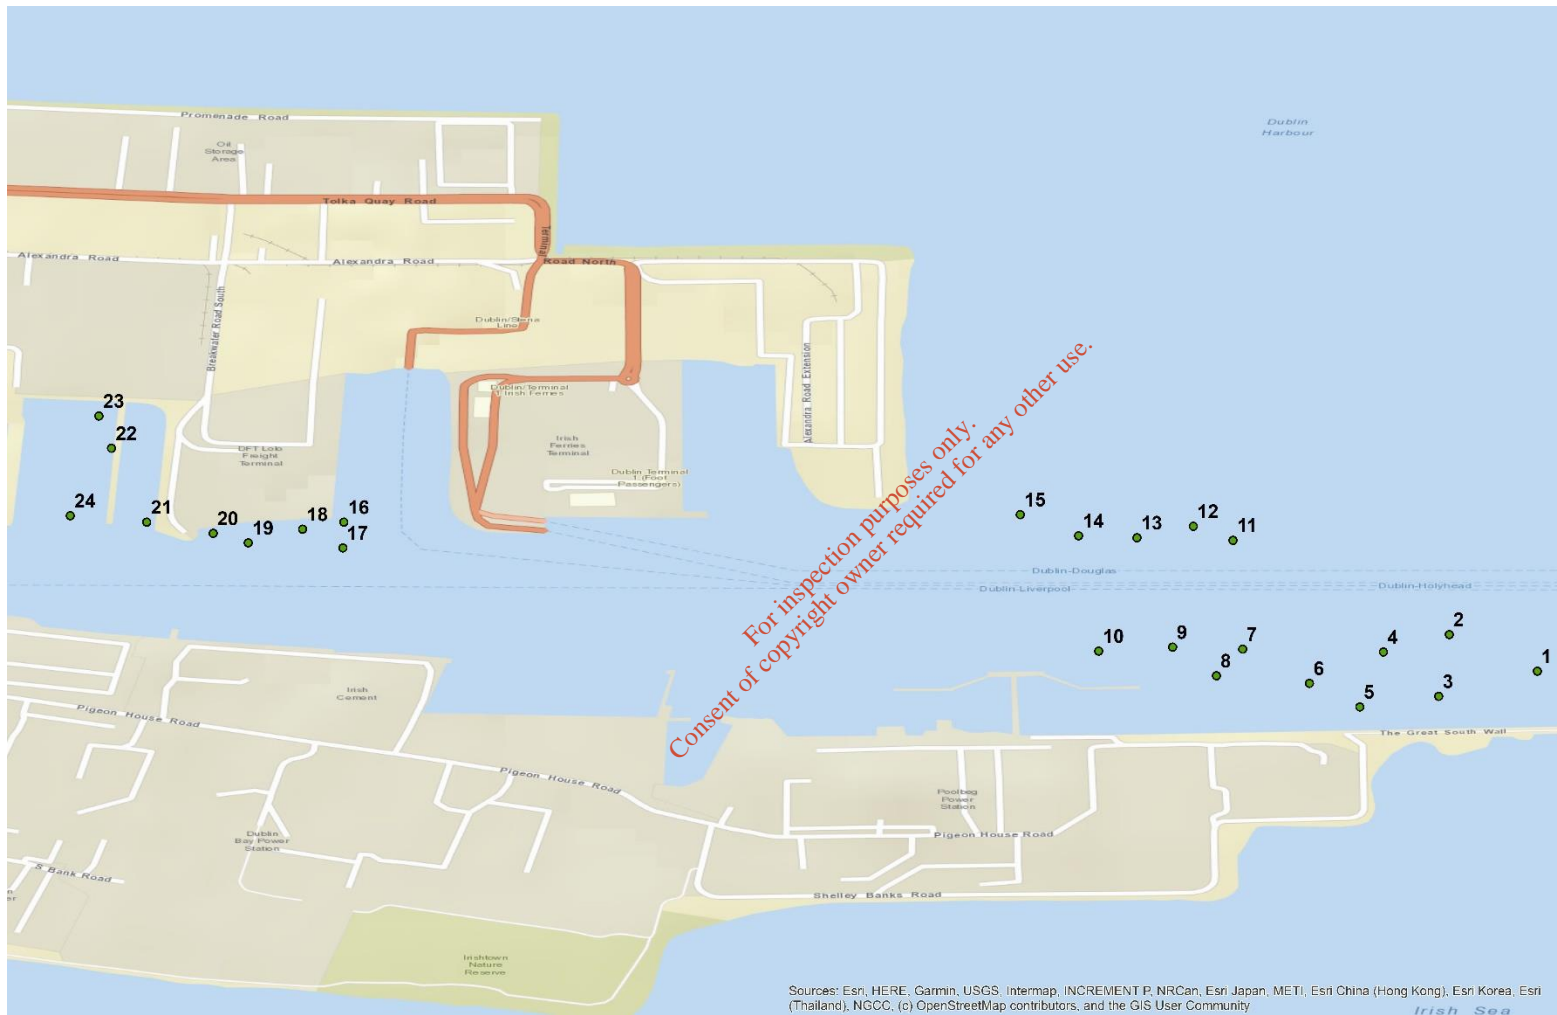 Promenade Road
Oil
Storage
Area
Dublin
Harbour
Tolka Quay Road
Terminal
Road North
Alexandra Road
Alexandra Road
Breakwater Road South
Dublin/Stena
Line
Dublin/Terminal
1 Irish Ferries
Alexandra Road Extension
Irish
Ferries
Terminal
DFT Lolo
Freight
Terminal
Dublin Terminal
1 (Foot
Passengers)
23
22
24
21
20
19
18
16
17
15
14
13
12
11
Dublin-Douglas
Dublin-Liverpool
Dublin-Holyhead
10
9
8
7
6
5
4
3
2
1
For inspection purposes only.
Consent of copyright owner required for any other use.
Irish
Cement
Pigeon House Road
Pigeon House Road
The Great South Wall
Poolbeg
Power
Station
Pigeon House Road
Dublin
Bay Power
Station
S Bank Road
er
Shelley Banks Road
Irishtown
Nature
Reserve
Sources: Esri, HERE, Garmin, USGS, Intermap, INCREMENT P, NRCan, Esri Japan, METI, Esri China (Hong Kong), Esri Korea, Esri
(Thailand), NGCC, (c) OpenStreetMap contributors, and the GIS User Community
Irish Sea